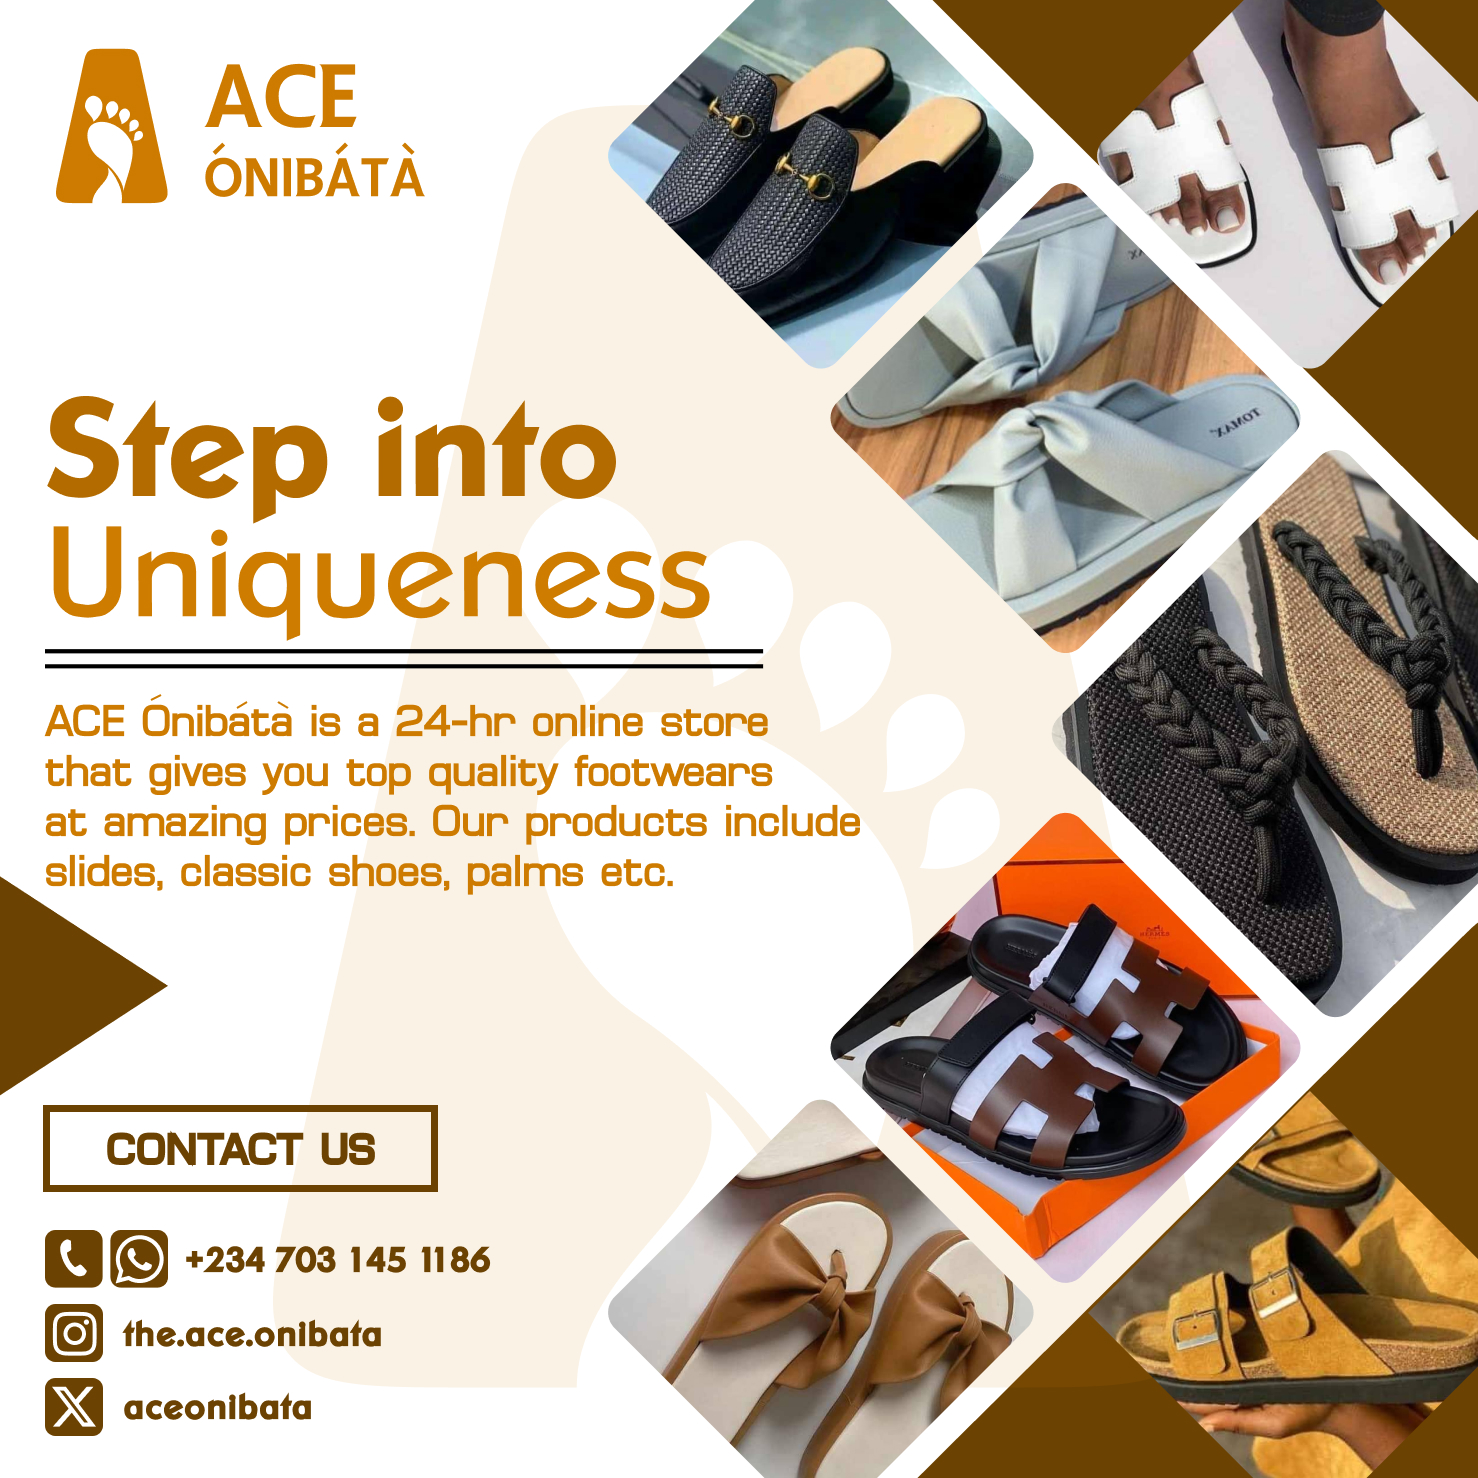 ACE
ÓNIBÁTÀ
Step into
Uniqueness
ACE Ónibátà is a 24-hr online store
that gives you top quality footwears
at amazing prices. Our products include
slides, classic shoes, palms etc.
CONTACT US
+234 703 145 1186
the.ace.onibata
aceonibata
TOMAX
HERMES